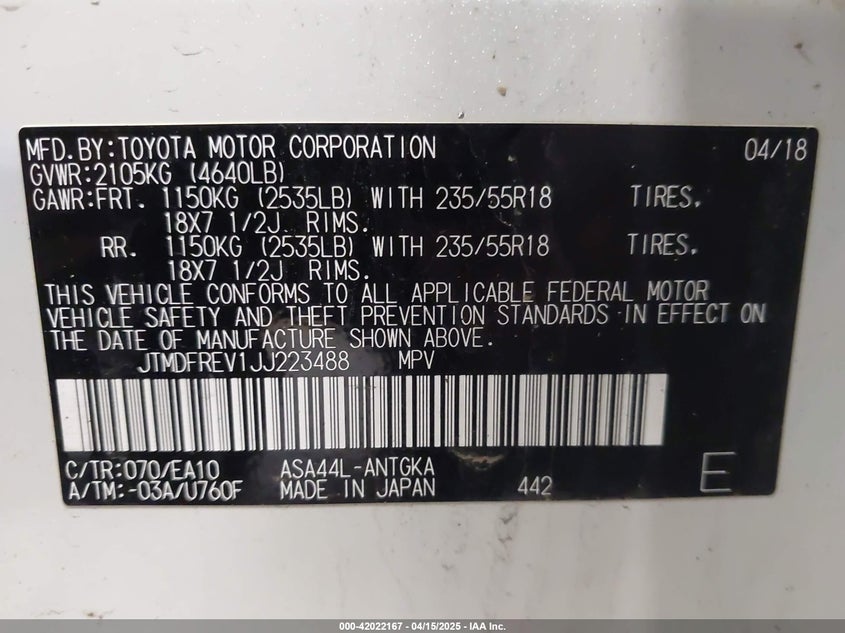 MFD.BY:TOYOTA MOTOR CORPORATION 04/18
GVWR:2105KG (4640LB)
GAWR:FRT. 1150KG (2535LB) WITH 235/55R18 TIRES.
18X7 1/2J RIMS.
RR. 1150KG (2535LB) WITH 235/55R18 TIRES.
18X7 1/2J RIMS.
THIS VEHICLE CONFORMS TO ALL APPLICABLE FEDERAL MOTOR
VEHICLE SAFETY AND THEFT PREVENTION STANDARDS IN EFFECT ON
THE DATE OF MANUFACTURE SHOWN ABOVE.
JTMDFREV1JJ223488 MPV
C/TR:070/EA10 ASA44L-ANTGKA
A/TM:-03A/U760F MADE IN JAPAN 442 E
000-42022167 - 04/15/2025 - IAA Inc.